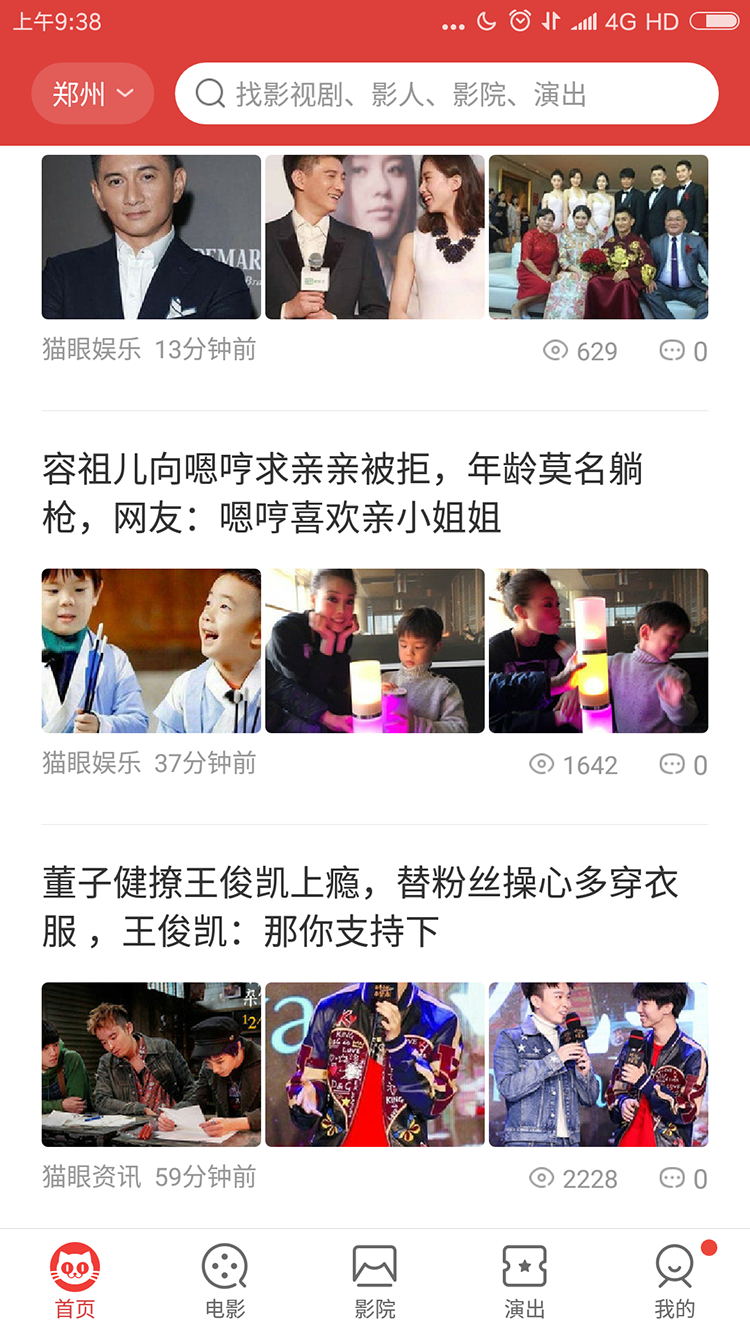 上午9:38
4G HD
郑州
找影视剧、影人、影院、演出
DEMAR
猫眼娱乐 13分钟前 629 0
容祖儿向嗯哼求亲亲被拒，年龄莫名躺
枪，网友：嗯哼喜欢亲小姐姐
猫眼娱乐 37分钟前 1642 0
董子健撩王俊凯上瘾，替粉丝操心多穿衣
服 ，王俊凯：那你支持下
KING
LOVE
D&G
KING
猫眼资讯 59分钟前 2228 0
首页 电影 影院 演出 我的